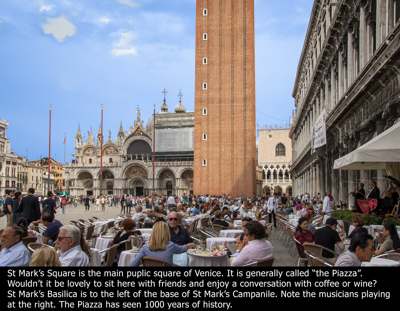 St Mark's Square is also known as the main public square of Venice. It is generally called "the Piazza".
Wouldn't it be lovely to sit here with friends and enjoy a conversation with coffee or wine?
St Mark's Basilica is to the left of the base of St Mark's Campanile. Note the musicians playing
at the right. The Piazza has seen 1000 years of history.